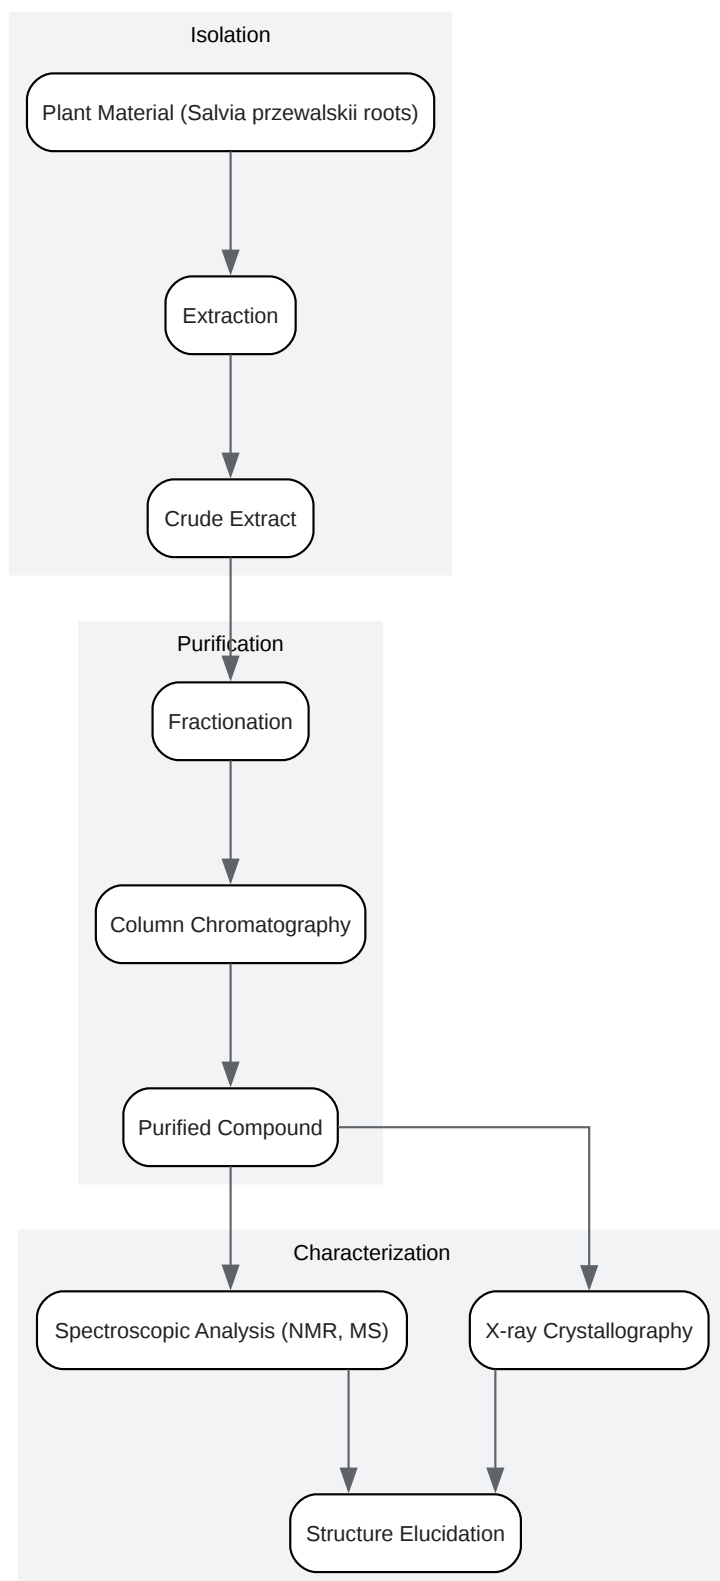 Isolation
Plant Material (Salvia przewalskii roots)
Extraction
Crude Extract
Purification
Fractionation
Column Chromatography
Purified Compound
Characterization
Spectroscopic Analysis (NMR, MS)
X-ray Crystallography
Structure Elucidation